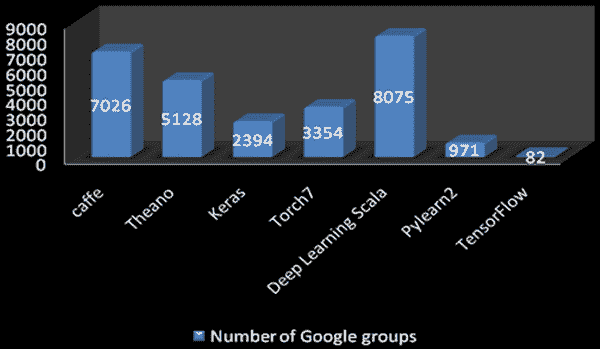 9000
8000
7000
6000
5000
4000
3000
2000
1000
0
7026
5128
2394
3354
8075
971
82
caffe
Theano
Keras
Torch7
Deep Learning Scala
Pylearn2
TensorFlow
Number of Google groups